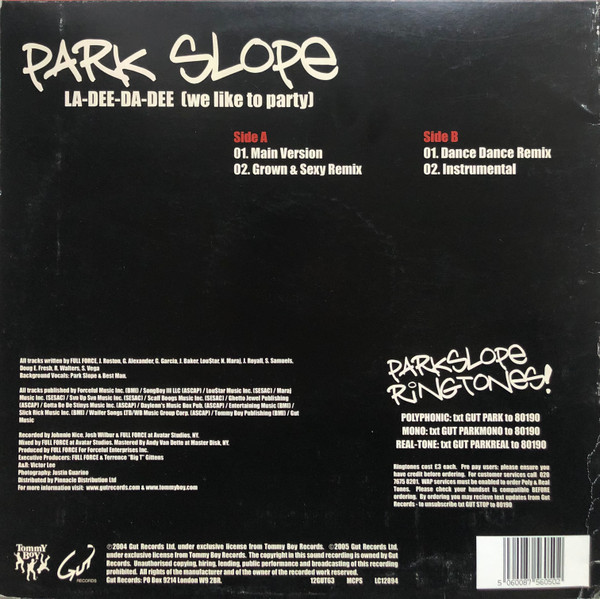 PARK SLOPE
LA-DEE-DA-DEE (we like to party)
Side A
01. Main Version
02. Grown & Sexy Remix
Side B
01. Dance Dance Remix
02. Instrumental
All tracks written by FULL FORCE, J. Roston, G. Alexander, G. Garcia, J. Baker, LouStar, N. Maraj, J. Royall, S. Samuels,
Doug E. Fresh, R. Walters, S. Vega
Background Vocals: Park Slope & Best Man.
All tracks published by Forceful Music Inc. (BMI) / SongBoy III LLC (ASCAP) / LouStar Music Inc. (SESAC) / Maraj
Music Inc. (SESAC) / Sun Up Sun Music Inc. (SESAC) / Scall Boogs Music Inc. (SESAC) / Ghetto Jewel Publishing
(ASCAP) / Gotta Be De Stingy Music Inc. (ASCAP) / Daylean's Music Box Pub. (ASCAP) / Entertaining Music (BMI) /
Slick Rick Music Inc. (BMI) / Waifer Songs LTD/WB Music Group Corp. (ASCAP) / Tommy Boy Publishing (BMI) / Gut
Music
Recorded by Johnnie Nice, Josh Wilbur & FULL FORCE at Avatar Studios.
Mixed by FULL FORCE at Avatar Studios. Mastered By Andy Van Dette at Master Disk, NY.
Produced by FULL FORCE For Forceful Enterprises Inc.
Executive Producers: FULL FORCE & Terrence "Big T" Gittens
A&R: Victor Lee
Photography: Justin Guarino
Distributed by Pinnacle Distribution Ltd
For more information visit: www.gutrecords.com & www.tommyboy.com
PARKSLOPE
RINGTONES!
POLYPHONIC: txt GUT PARK to 80190
MONO: txt GUT PARKMONO to 80190
REAL-TONE: txt GUT PARKREAL to 80190
Ringtones cost £3 each. Pre pay users: please ensure you
have credit before ordering. For customer services call 020
7675 8201. WAP services must be enabled to order Poly & Real
Tones. Please check your handset is compatible BEFORE
ordering. By ordering you may recieve text updates from Gut
Records - to unsubscribe txt GUT STOP to 80190
TOMMY BOY
Gut
RECORDS
℗2004 Gut Records Ltd. under exclusive license from Tommy Boy Records. ©2005 Gut Records Ltd,
under exclusive license from Tommy Boy Records. The copyright in this sound recording is owned by Gut
Records. Unauthorised copying, hiring, lending, public performance and broadcasting of this recording
prohibited. All rights of the manufacturer and of the owner of the recorded work reserved.
Gut Records: PO Box 9214 London W9 2BR. 12GUT63 MCPS LC12894
5 060087 560502